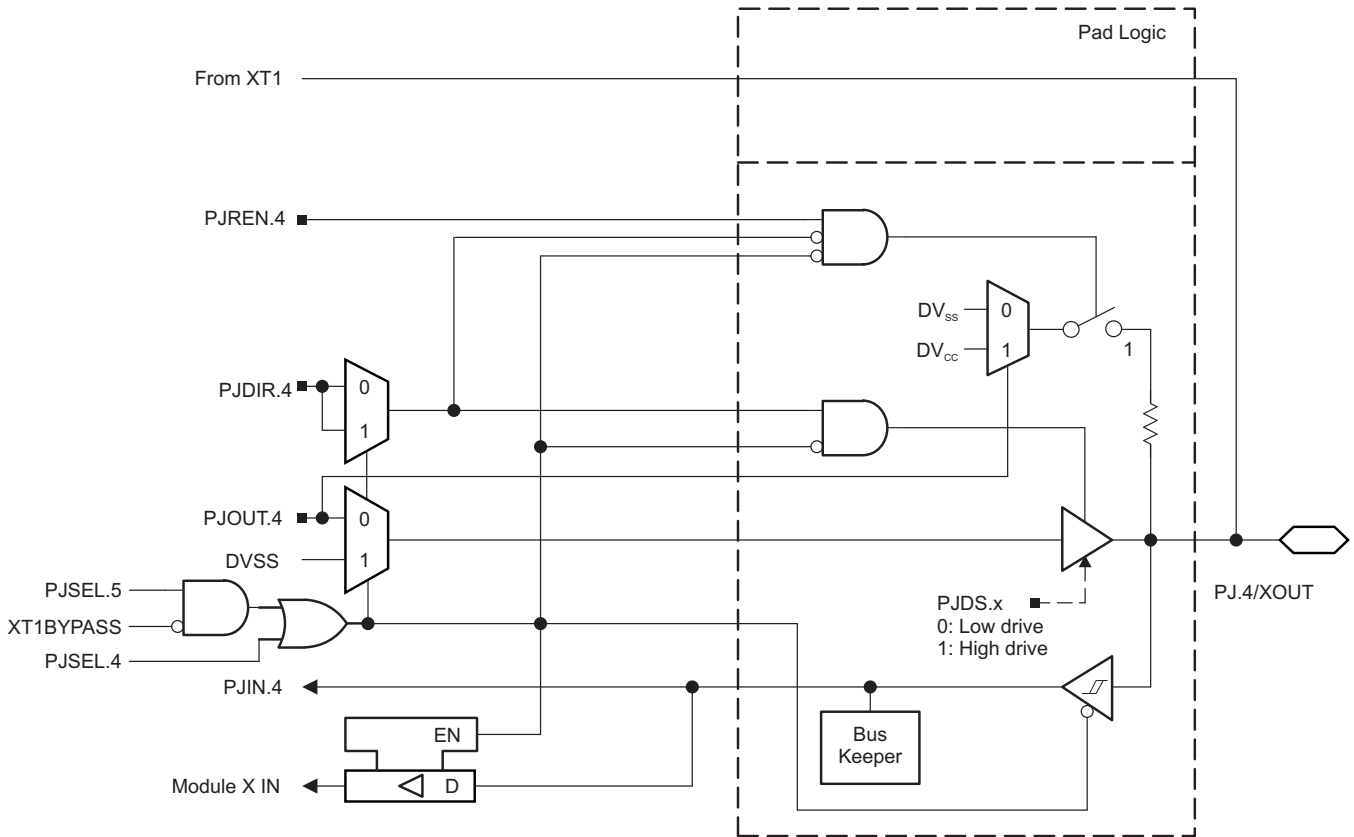 Pad Logic
From XT1
PJREN.4
DVss
0
DVcc
1
1
PJDIR.4
0
1
PJOUT.4
0
DVSS
1
PJSEL.5
XT1BYPASS
PJSEL.4
PJDS.x
0: Low drive
1: High drive
PJ.4/XOUT
PJIN.4
EN
Bus
Keeper
Module X IN
D